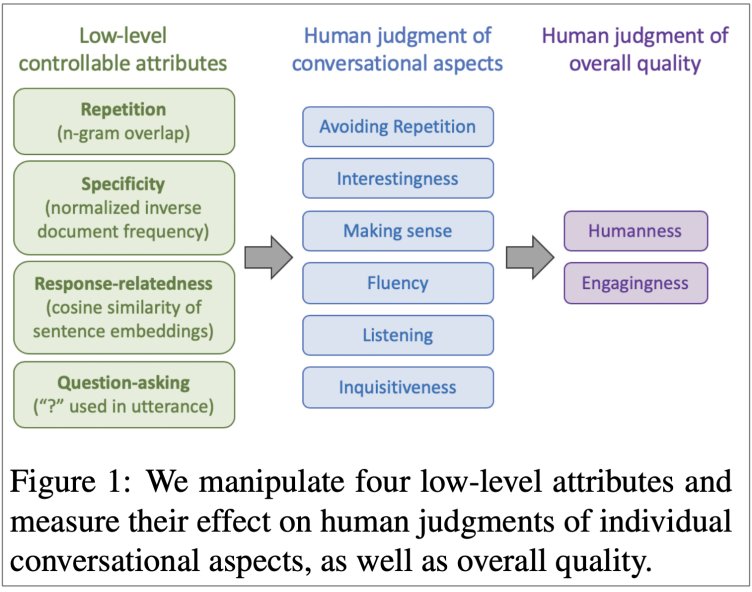 Low-level
controllable attributes
Repetition
(n-gram overlap)
Specificity
(normalized inverse
document frequency)
Response-relatedness
(cosine similarity of
sentence embeddings)
Question-asking
(“?” used in utterance)
Human judgment of
conversational aspects
Avoiding Repetition
Interestingness
Making sense
Fluency
Listening
Inquisitiveness
Human judgment of
overall quality
Humanness
Engagingness
Figure 1: We manipulate four low-level attributes and
measure their effect on human judgments of individual
conversational aspects, as well as overall quality.